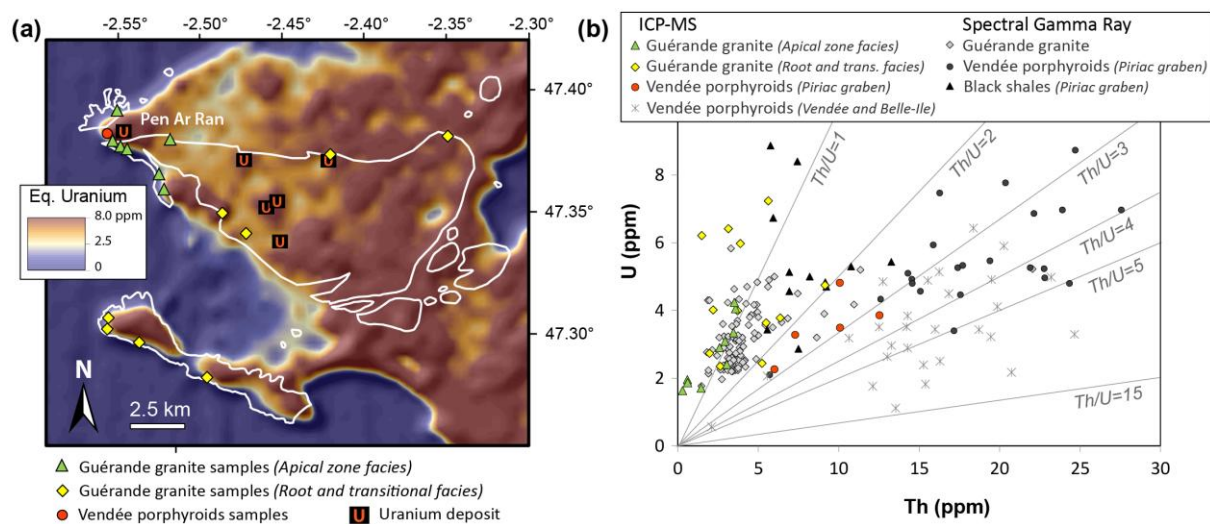 (a)
-2.55° -2.50° -2.45° -2.40° -2.35° -2.30°
Pen Ar Ran
47.40°
47.35°
47.30°
U
U
U
U
U
U
Eq. Uranium
8.0 ppm
2.5
0
N
2.5 km
Guérande granite samples (Apical zone facies)
Guérande granite samples (Root and transitional facies)
Vendée porphyroids samples
U Uranium deposit
(b)
ICP-MS
Guérande granite (Apical zone facies)
Guérande granite (Root and trans. facies)
Vendée porphyroids (Piriac graben)
Vendée porphyroids (Vendée and Belle-Ile)
Spectral Gamma Ray
Guérande granite
Vendée porphyroids (Piriac graben)
Black shales (Piriac graben)
Th/U=1
Th/U=2
Th/U=3
Th/U=4
Th/U=5
Th/U=15
U (ppm)
8
6
4
2
0
0 5 10 15 20 25 30
Th (ppm)